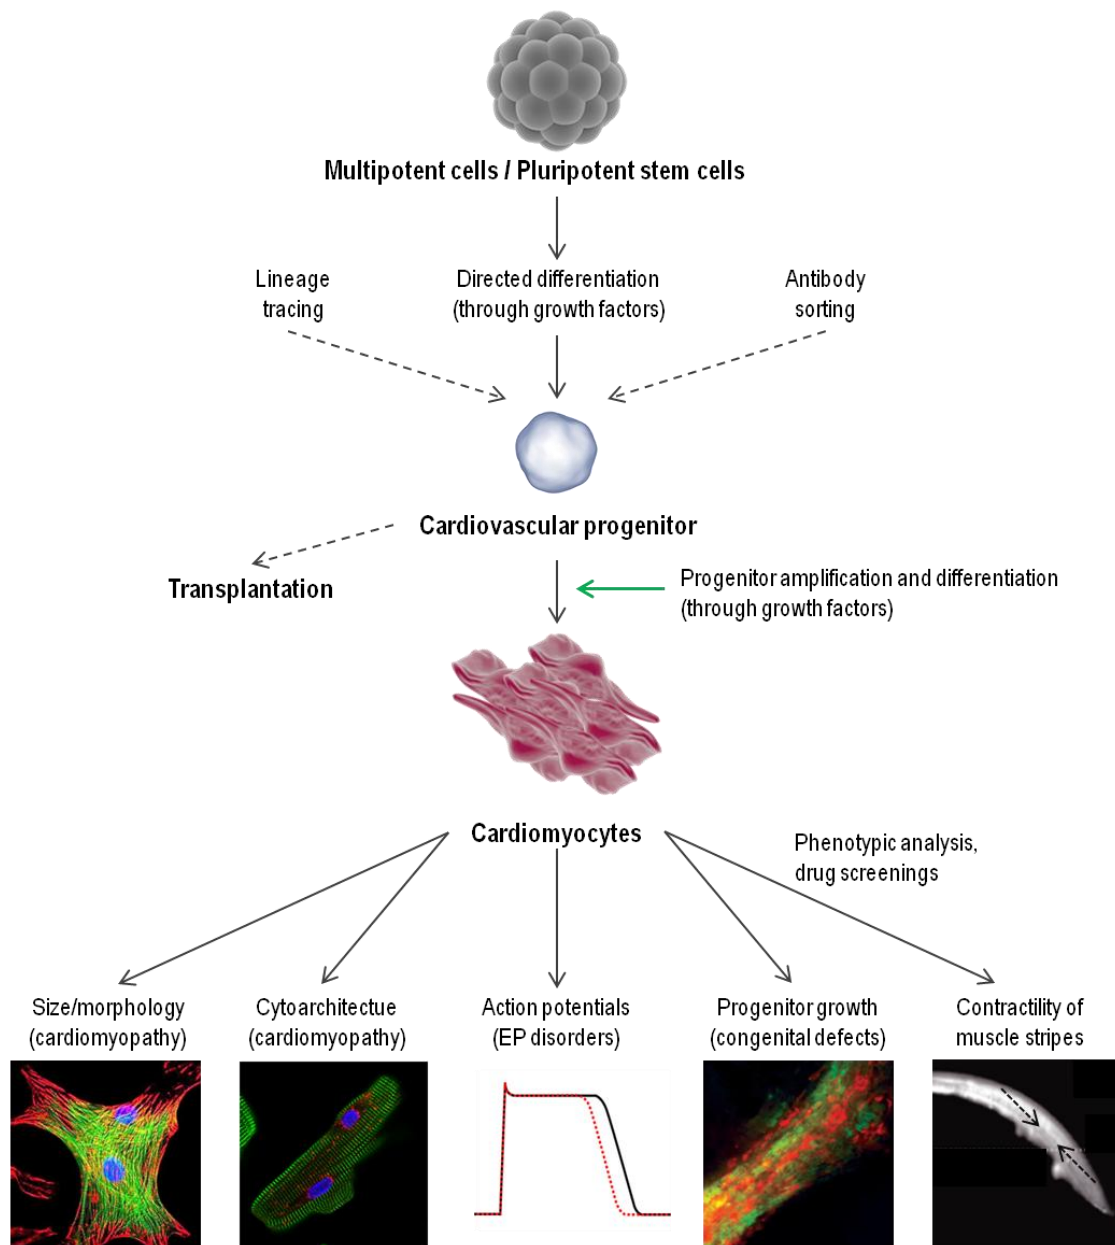 Multipotent cells / Pluripotent stem cells
Lineage
tracing
Directed differentiation
(through growth factors)
Antibody
sorting
Cardiovascular progenitor
Transplantation
Progenitor amplification and differentiation
(through growth factors)
Cardiomyocytes
Phenotypic analysis,
drug screenings
Size/morphology
(cardiomyopathy)
Cytoarchitectue
(cardiomyopathy)
Action potentials
(EP disorders)
Progenitor growth
(congenital defects)
Contractility of
muscle stripes